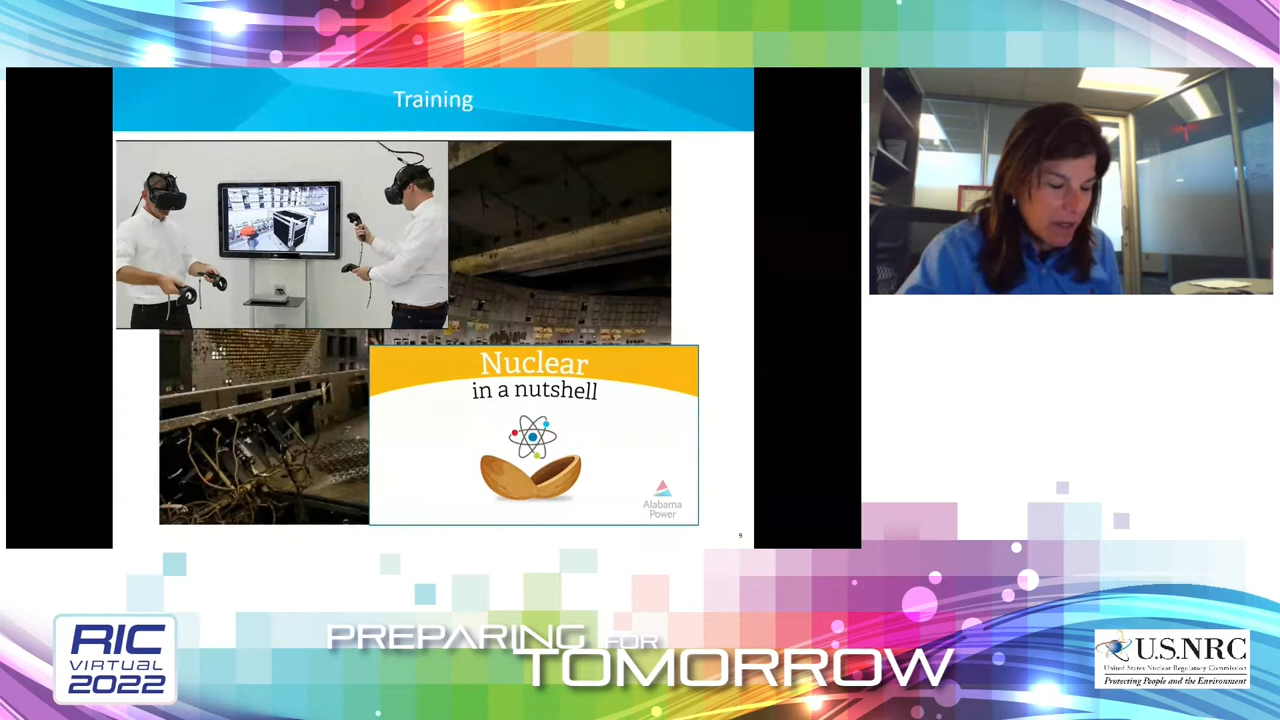 Training
Nuclear
in a nutshell
Alabama
Power
9
RIC
VIRTUAL
2022
PREPARING FOR
TOMORROW
U.S.NRC
United States Nuclear Regulatory Commission
Protecting People and the Environment